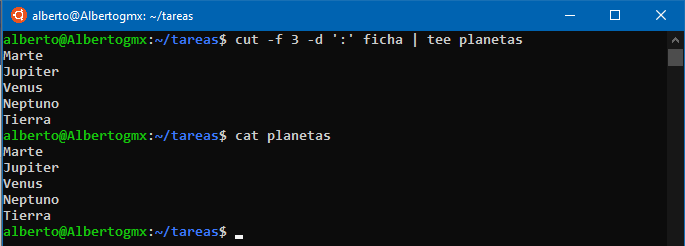 alberto@Albertogmx: ~/tareas
alberto@Albertogmx:~/tareas$ cut -f 3 -d ':' ficha | tee planetas
Marte
Jupiter
Venus
Neptuno
Tierra
alberto@Albertogmx:~/tareas$ cat planetas
Marte
Jupiter
Venus
Neptuno
Tierra
alberto@Albertogmx:~/tareas$